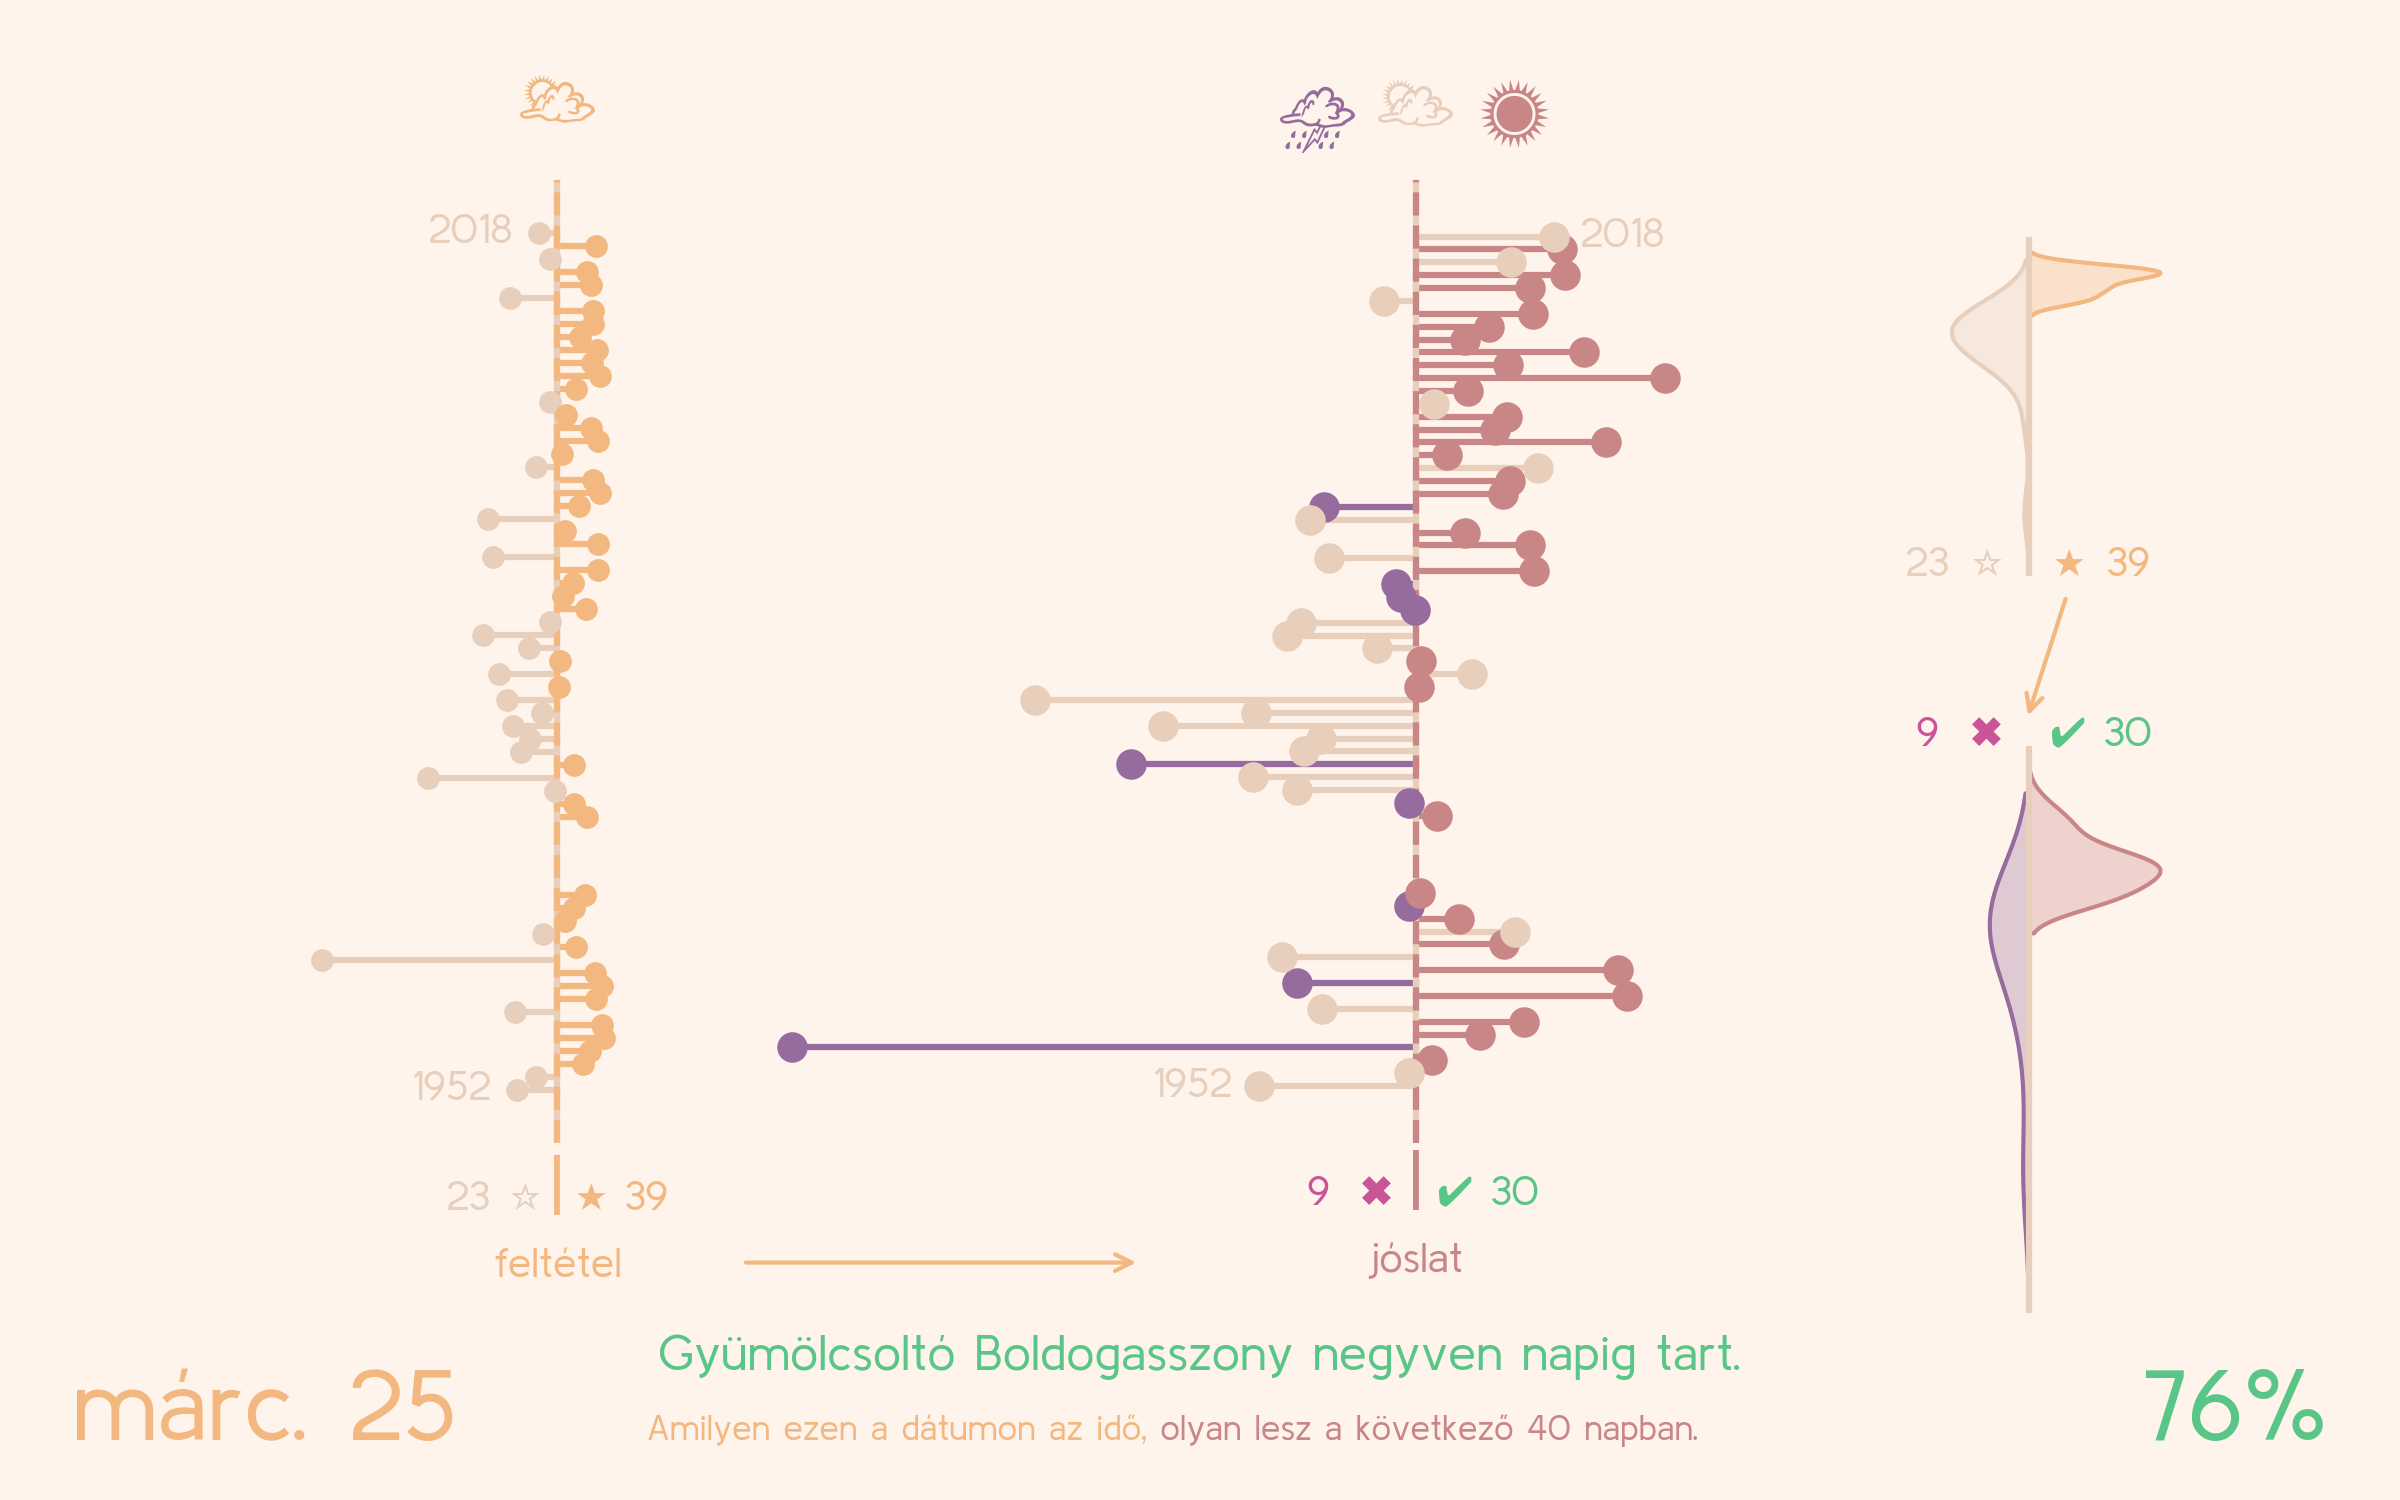 2018
2018
23 ☆ ★ 39
9 ✖ ✔ 30
1952
1952
23 ☆ ★ 39
9 ✖ ✔ 30
feltétel
jóslat
Gyümölcsoltó Boldogasszony negyven napig tart.
márc. 25
76%
Amilyen ezen a dátumon az idő, olyan lesz a következő 40 napban.